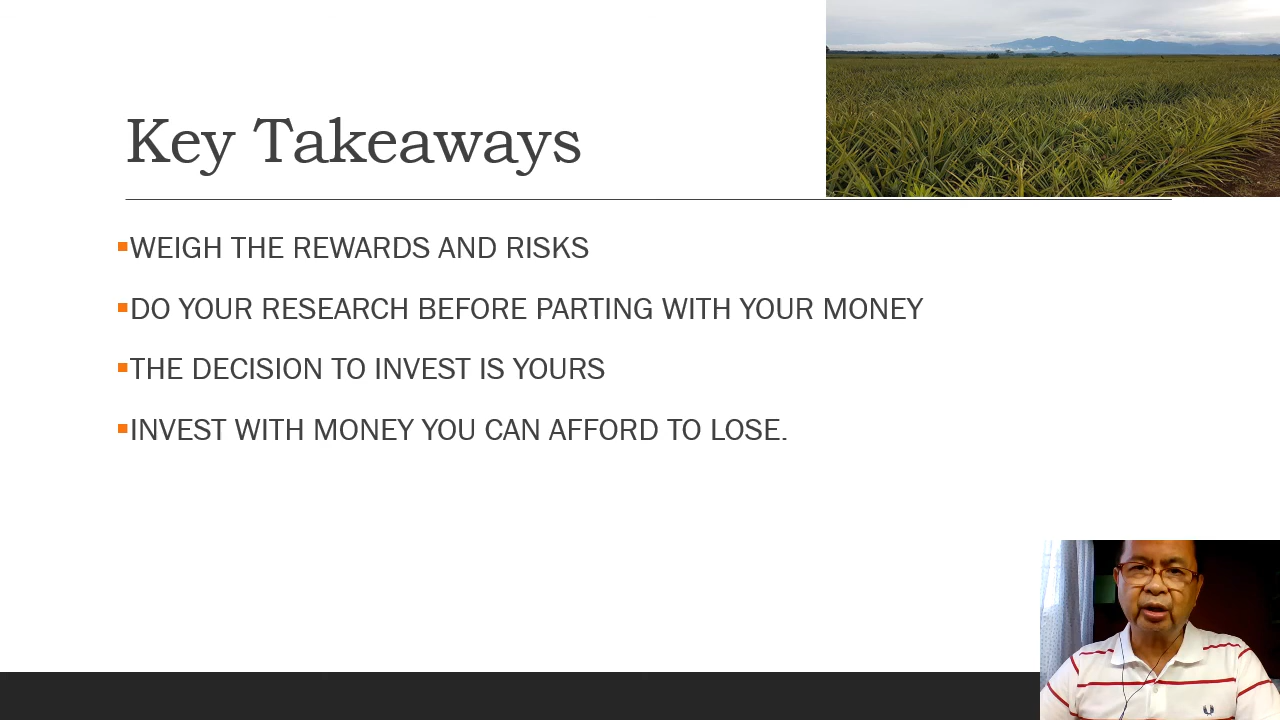 Key Takeaways
WEIGH THE REWARDS AND RISKS
DO YOUR RESEARCH BEFORE PARTING WITH YOUR MONEY
THE DECISION TO INVEST IS YOURS
INVEST WITH MONEY YOU CAN AFFORD TO LOSE.